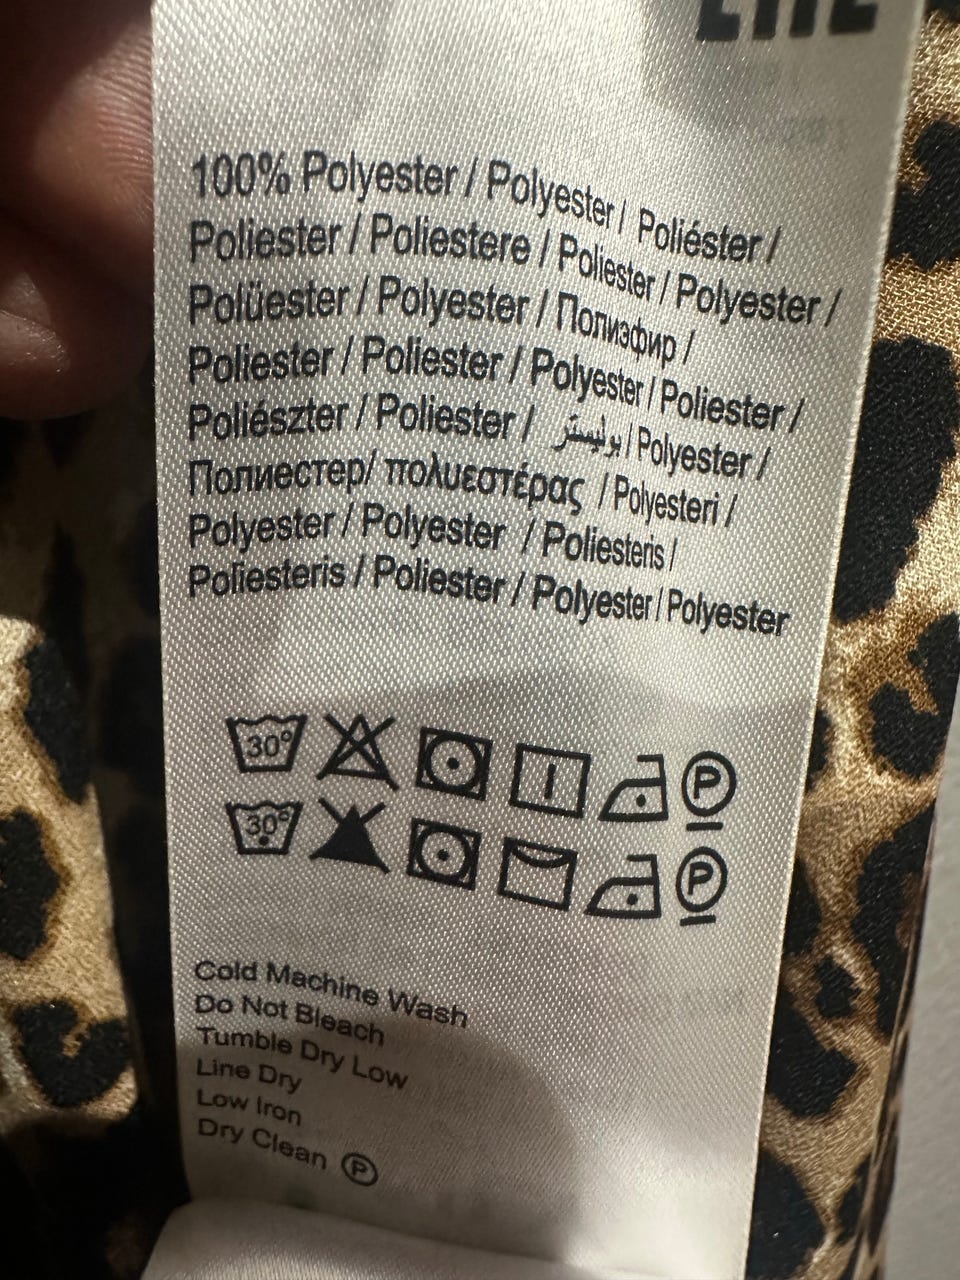 100% Polyester / Polyester / Poliéster /
Poliester / Poliestere / Poliester / Polyester /
Polüester / Polyester / Полиэфир /
Poliester / Poliester / Polyester / Poliester /
Poliészter / Poliester / بوليستر / Polyester /
Полиестер/ πολυεστέρας / Polyesteri /
Polyester / Polyester / Poliesteris /
Poliesteris / Poliester / Polyester / Polyester
30° P
30° P
Cold Machine Wash
Do Not Bleach
Tumble Dry Low
Line Dry
Low Iron
Dry Clean Ⓟ